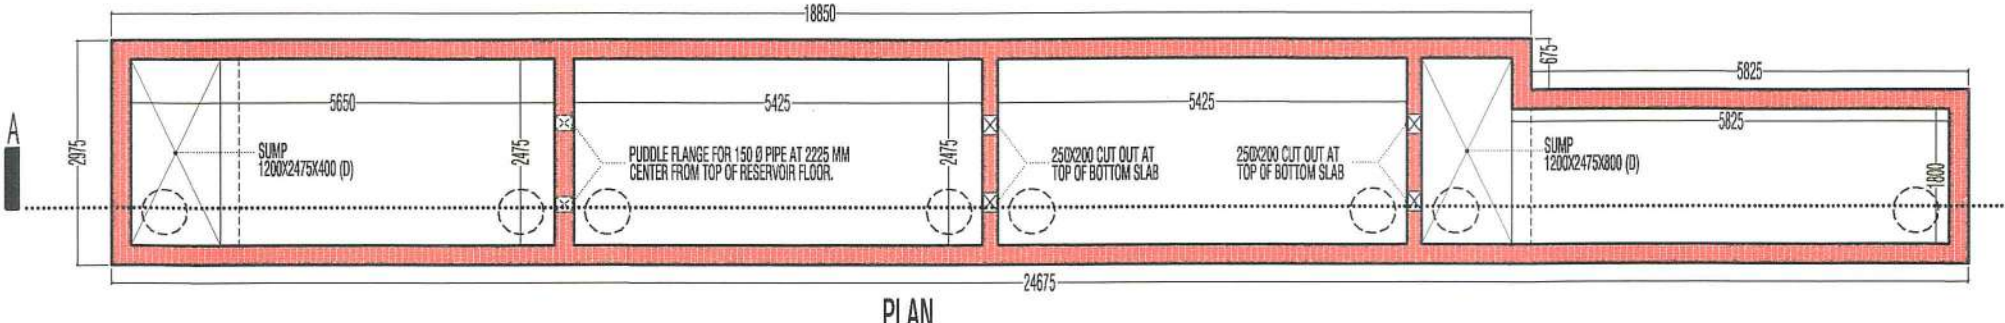 18850
675
5825
5650
5425
5425
5825
A
2975
SUMP
1200X2475X400 (D)
2475
PUDDLE FLANGE FOR 150 Ø PIPE AT 2225 MM
CENTER FROM TOP OF RESERVOIR FLOOR.
2475
250X200 CUT OUT AT
TOP OF BOTTOM SLAB
250X200 CUT OUT AT
TOP OF BOTTOM SLAB
SUMP
1200X2475X800 (D)
1800
24675
PLAN